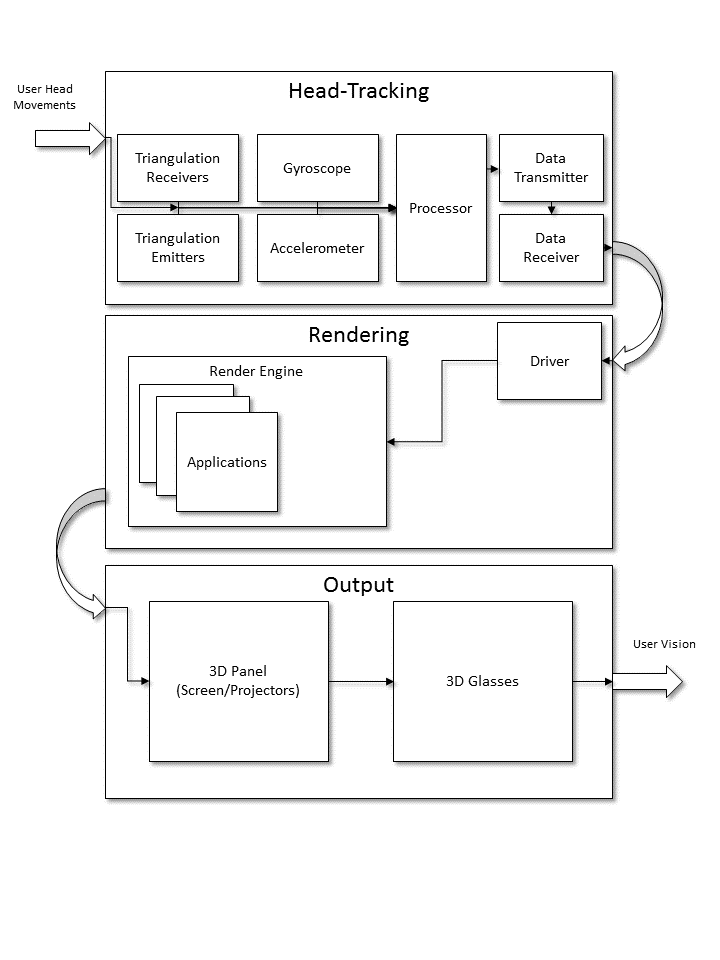 User Head
Movements
Head-Tracking
Triangulation
Receivers
Gyroscope
Processor
Data
Transmitter
Triangulation
Emitters
Accelerometer
Data
Receiver
Rendering
Driver
Render Engine
Applications
Output
3D Panel
(Screen/Projectors)
3D Glasses
User Vision